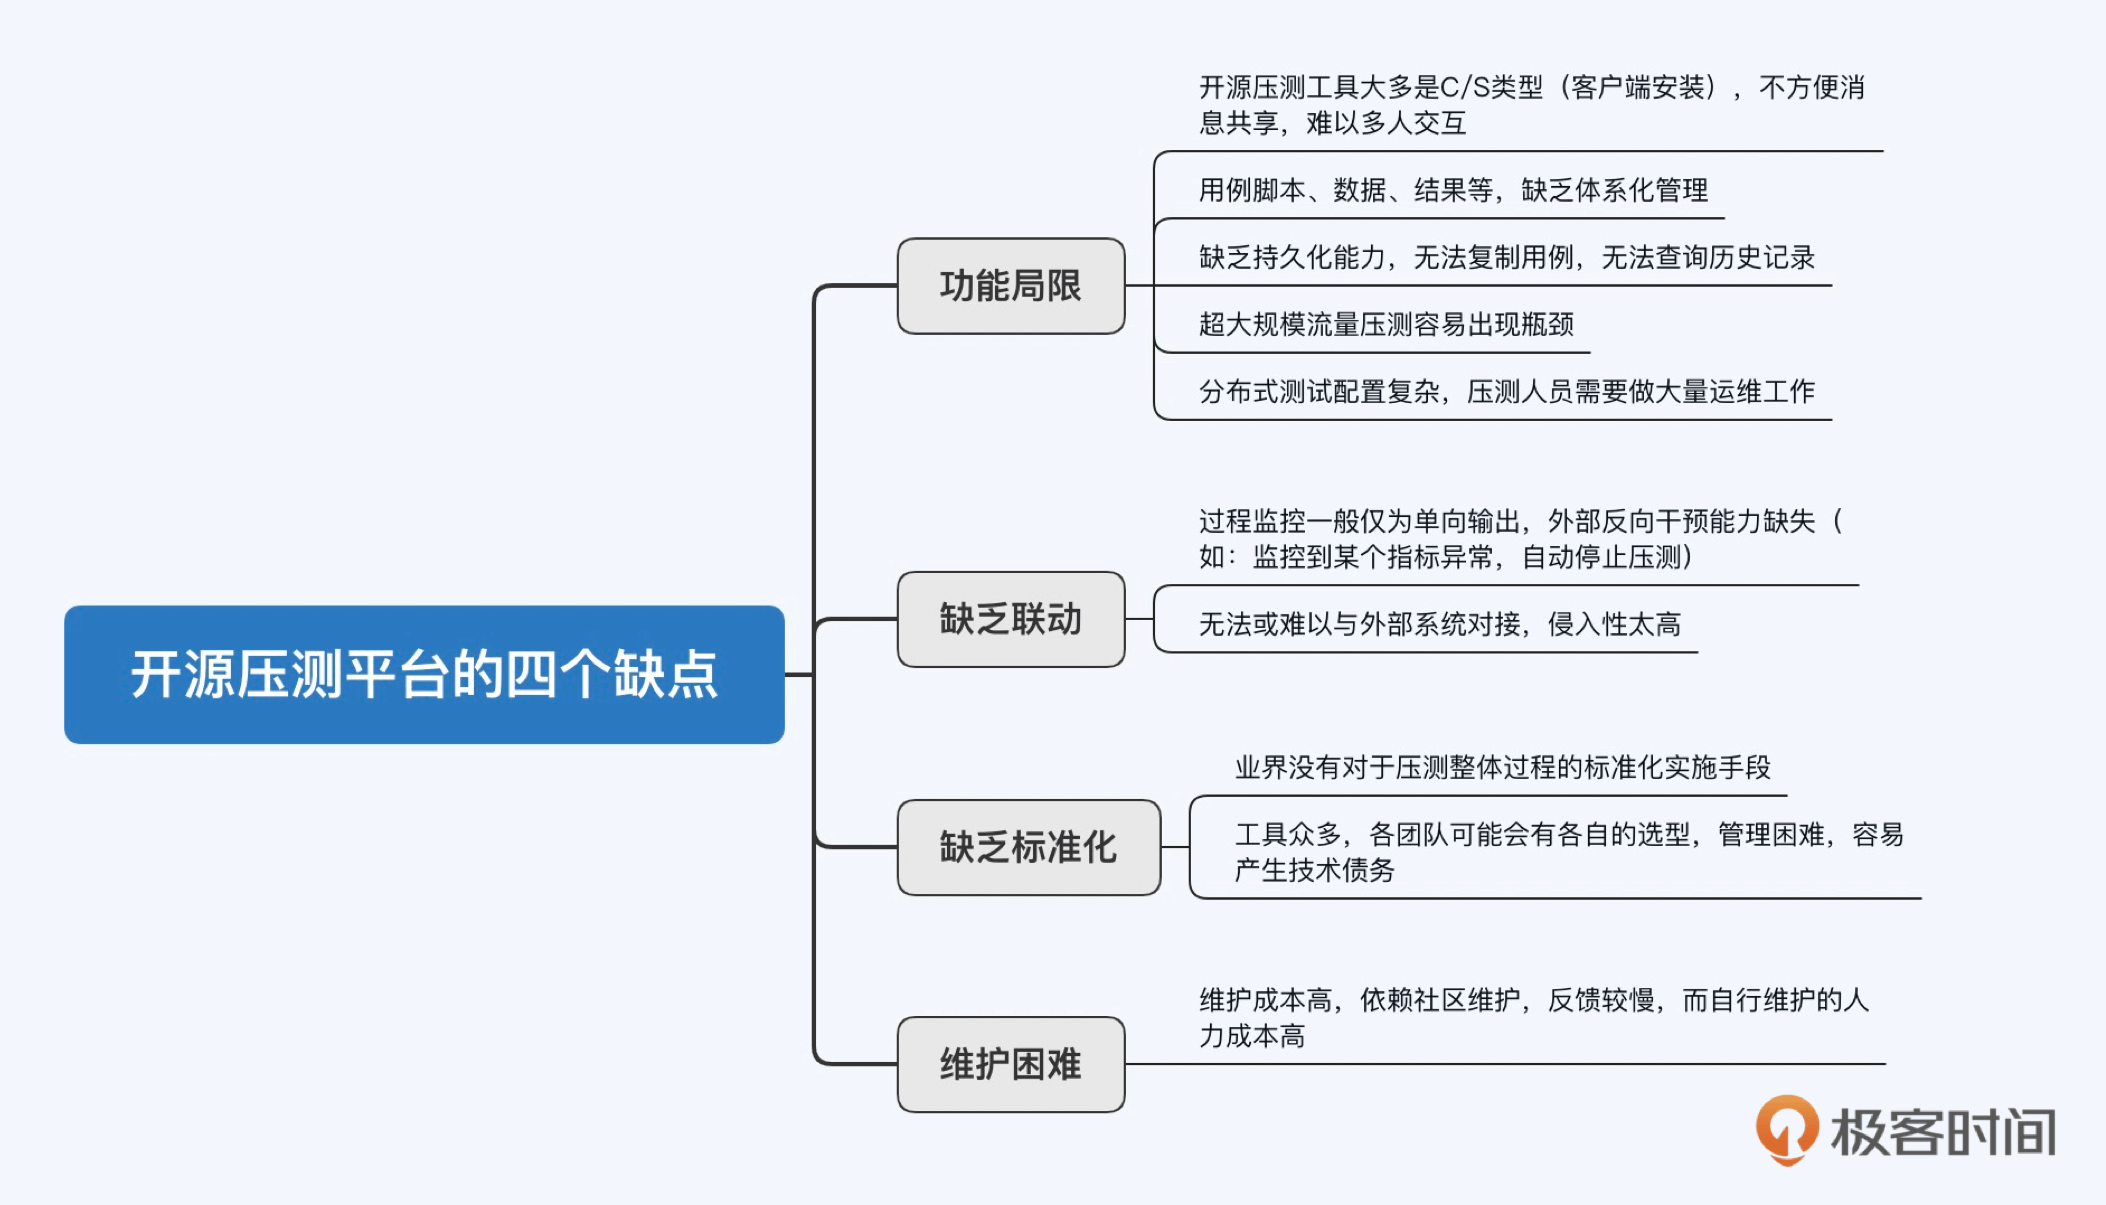 开源压测平台的四个缺点
功能局限
开源压测工具大多是C/S类型（客户端安装），不方便消
息共享，难以多人交互
用例脚本、数据、结果等，缺乏体系化管理
缺乏持久化能力，无法复制用例，无法查询历史记录
超大规模流量压测容易出现瓶颈
分布式测试配置复杂，压测人员需要做大量运维工作
缺乏联动
过程监控一般仅为单向输出，外部反向干预能力缺失（
如：监控到某个指标异常，自动停止压测）
无法或难以与外部系统对接，侵入性太高
缺乏标准化
业界没有对于压测整体过程的标准化实施手段
工具众多，各团队可能会有各自的选型，管理困难，容易
产生技术债务
维护困难
维护成本高，依赖社区维护，反馈较慢，而自行维护的人
力成本高
极客时间